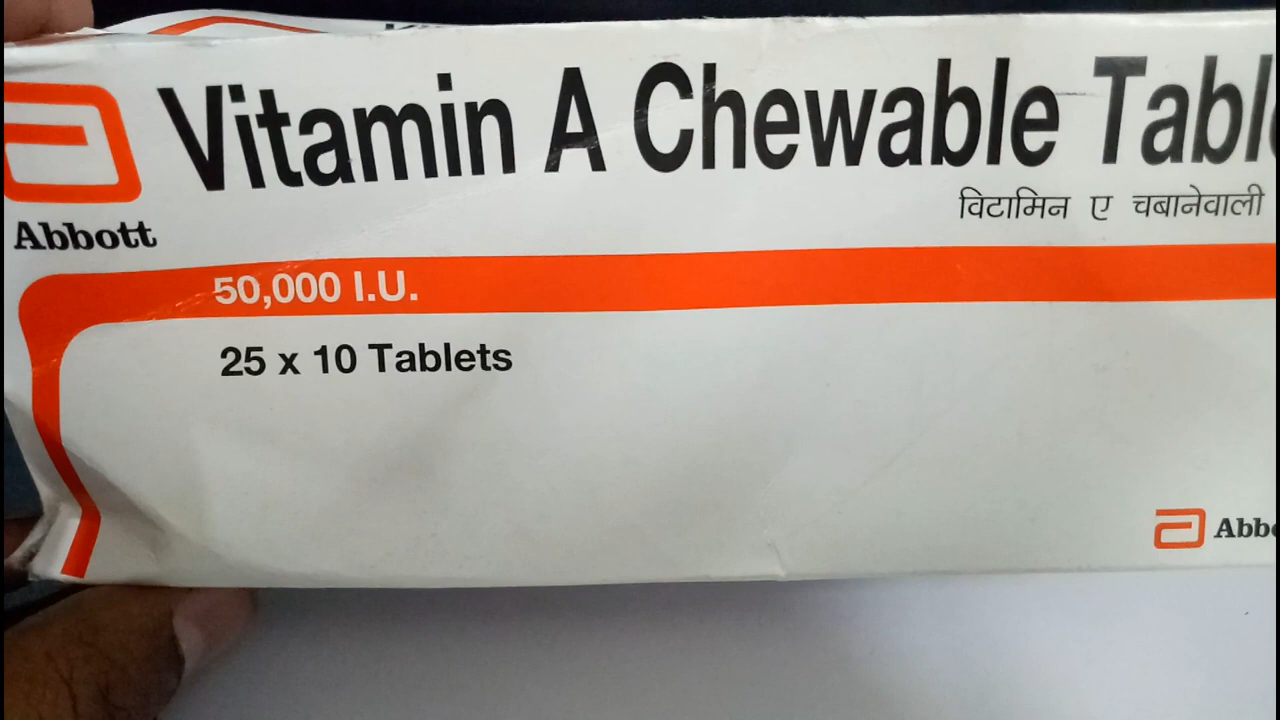 Vitamin A Chewable
विटामिन ए चबानेवाली
Abbott
50,000 I.U.
25 x 10 Tablets